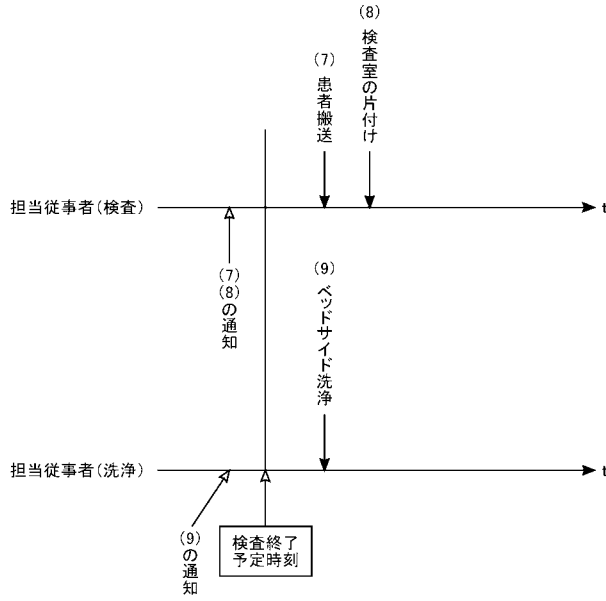 (8)検査室の片付け
(7)患者搬送
担当従事者(検査)
t
(7)
(8)の通知
(9)ベッドサイド洗浄
担当従事者(洗浄)
t
(9)の通知
検査終了
予定時刻